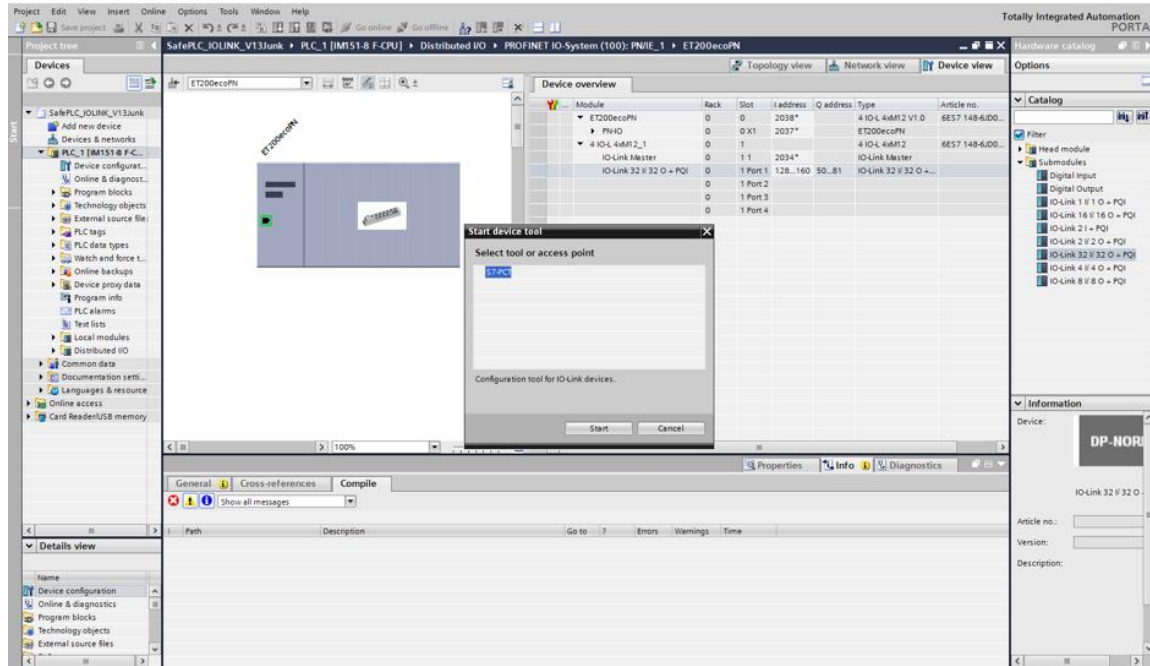 Project Edit View Insert Online Options Tools Window Help
Totally Integrated Automation
PORTA
Save project
Go online
Go offline
Project tree
SafePLC_IOLINK_V13Junk PLC_1 [IM151-8 F-CPU] Distributed I/O PROFINET IO-System (100): PN/IE_1 ET200ecoPN
Hardware catalog
Topology view
Network view
Device view
Devices
Options
ET200ecoPN
Device overview
Start
SafePLC_IOLINK_V13Junk
Add new device
Devices & networks
PLC_1 [IM151-8 F-C...
Device configurat...
Online & diagnost...
Program blocks
Technology objects
External source file
PLC tags
PLC data types
Watch and force t...
Online backups
Device proxy data
Program info
PLC alarms
Text lists
Local modules
Distributed I/O
Common data
Documentation setti...
Languages & resource
Online access
Card Reader/USB memory
ET200ecoPN
100%
... Module Rack Slot I address Q address Type Article no.
ET200ecoPN 0 0 2038* 4 IO-L 4xM12 V1.0 6ES7 148-6JD0...
PN-IO 0 0 X1 2037* ET200ecoPN
4 IO-L 4xM12_1 0 1 4 IO-L 4xM12 6ES7 148-6JD0...
IO-Link Master 0 1 1 2034* IO-Link Master
IO-Link 32 I/ 32 O + PQI 0 1 Port 1 128...160 50...81 IO-Link 32 I/ 32 O +...
0 1 Port 2
0 1 Port 3
0 1 Port 4
Start device tool
Select tool or access point
S7-PCT
Configuration tool for IO-Link devices.
Start Cancel
Catalog
Filter
Head module
Submodules
Digital Input
Digital Output
IO-Link 1 I/ 1 O + PQI
IO-Link 16 I/ 16 O + PQI
IO-Link 2 I + PQI
IO-Link 2 I/ 2 O + PQI
IO-Link 32 I/ 32 O + PQI
IO-Link 4 I/ 4 O + PQI
IO-Link 8 I/ 8 O + PQI
Information
Device:
DP-NOR
IO-Link 32 I/ 32 O
Article no.:
Version:
Description:
Properties
Info
Diagnostics
General
Cross-references
Compile
Show all messages
! Path Description Go to ? Errors Warnings Time
Details view
Name
Device configuration
Online & diagnostics
Program blocks
Technology objects
External source files